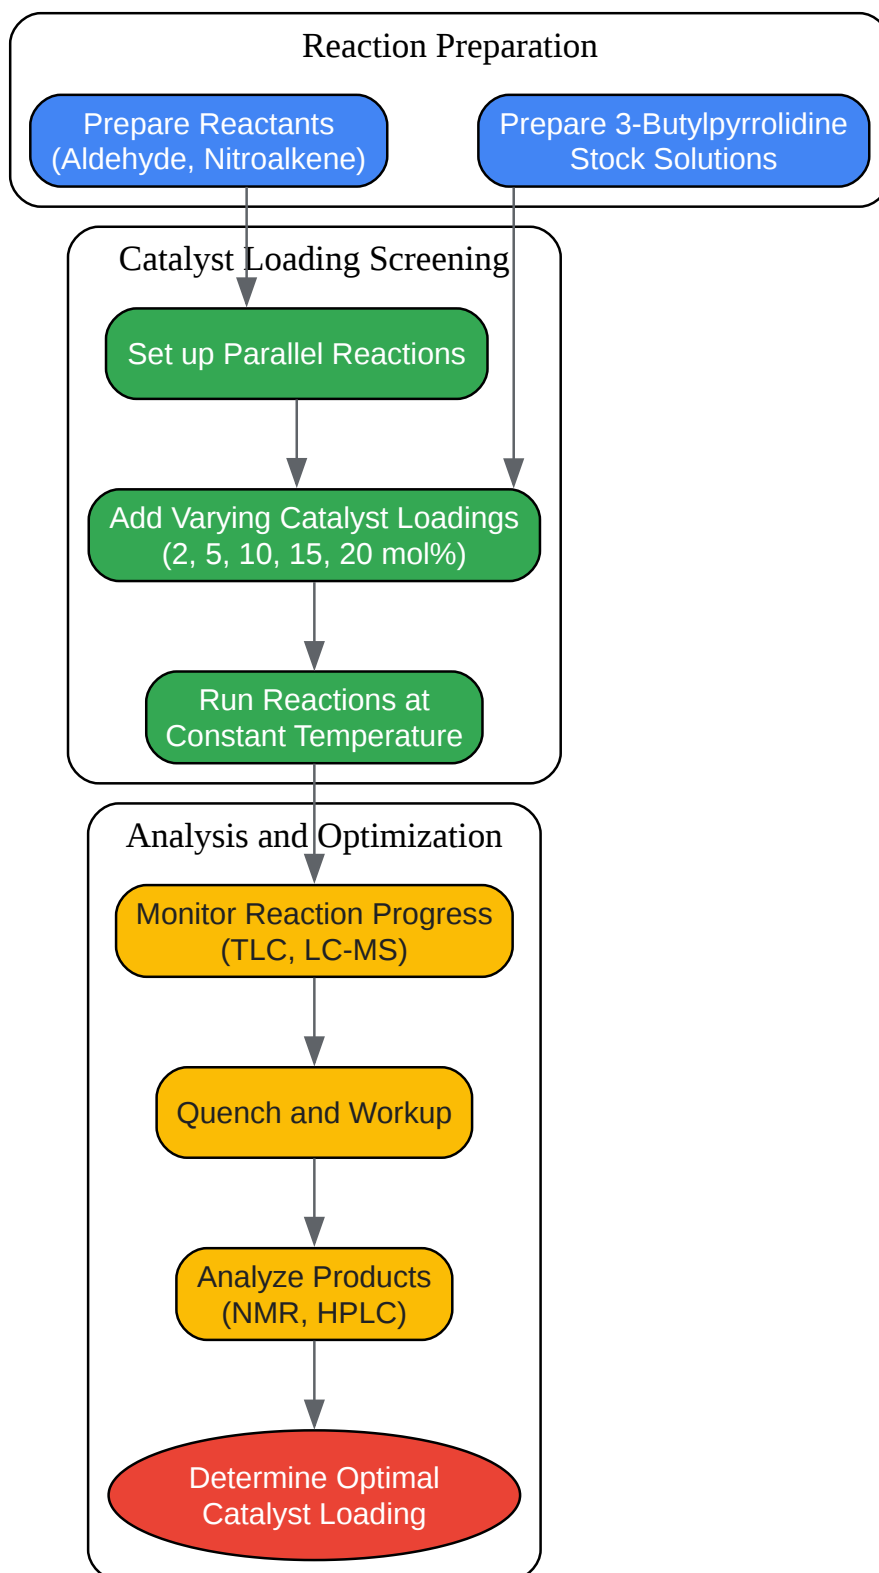 Reaction Preparation
Prepare Reactants
(Aldehyde, Nitroalkene)
Prepare 3-Butylpyrrolidine
Stock Solutions
Catalyst Loading Screening
Set up Parallel Reactions
Add Varying Catalyst Loadings
(2, 5, 10, 15, 20 mol%)
Run Reactions at
Constant Temperature
Analysis and Optimization
Monitor Reaction Progress
(TLC, LC-MS)
Quench and Workup
Analyze Products
(NMR, HPLC)
Determine Optimal
Catalyst Loading